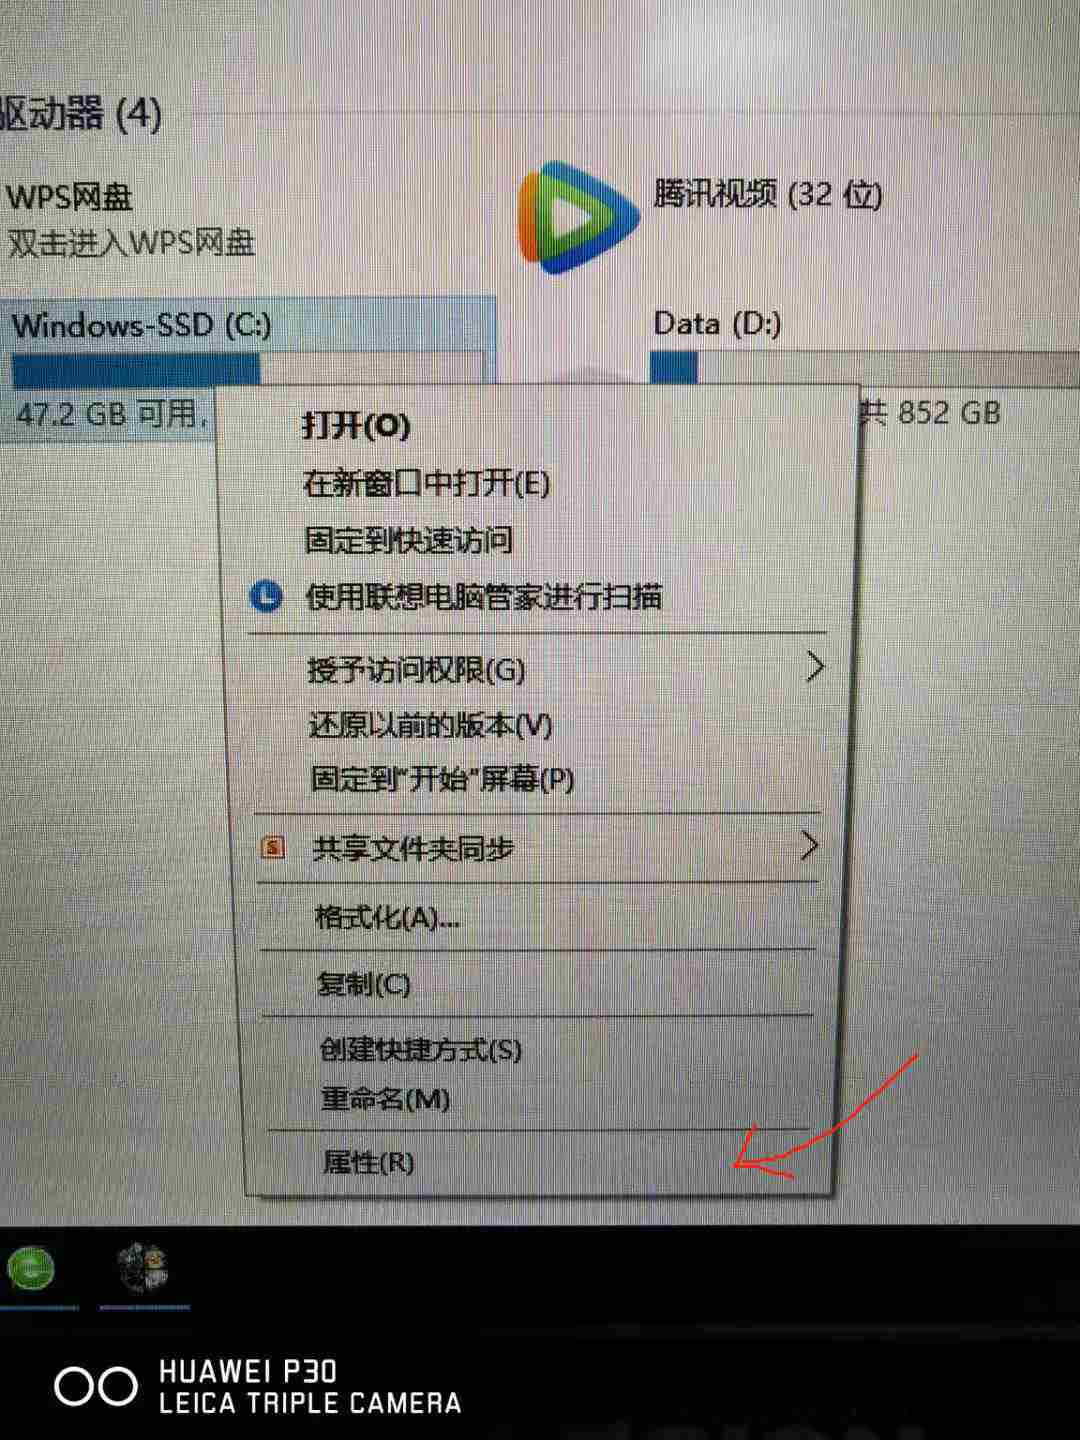 驱动器 (4)
WPS网盘
双击进入WPS网盘
腾讯视频 (32 位)
Windows-SSD (C:)
Data (D:)
47.2 GB 可用,
共 852 GB
打开(O)
在新窗口中打开(E)
固定到快速访问
使用联想电脑管家进行扫描
授予访问权限(G)
还原以前的版本(V)
固定到“开始”屏幕(P)
共享文件夹同步
格式化(A)...
复制(C)
创建快捷方式(S)
重命名(M)
属性(R)
HUAWEI P30
LEICA TRIPLE CAMERA